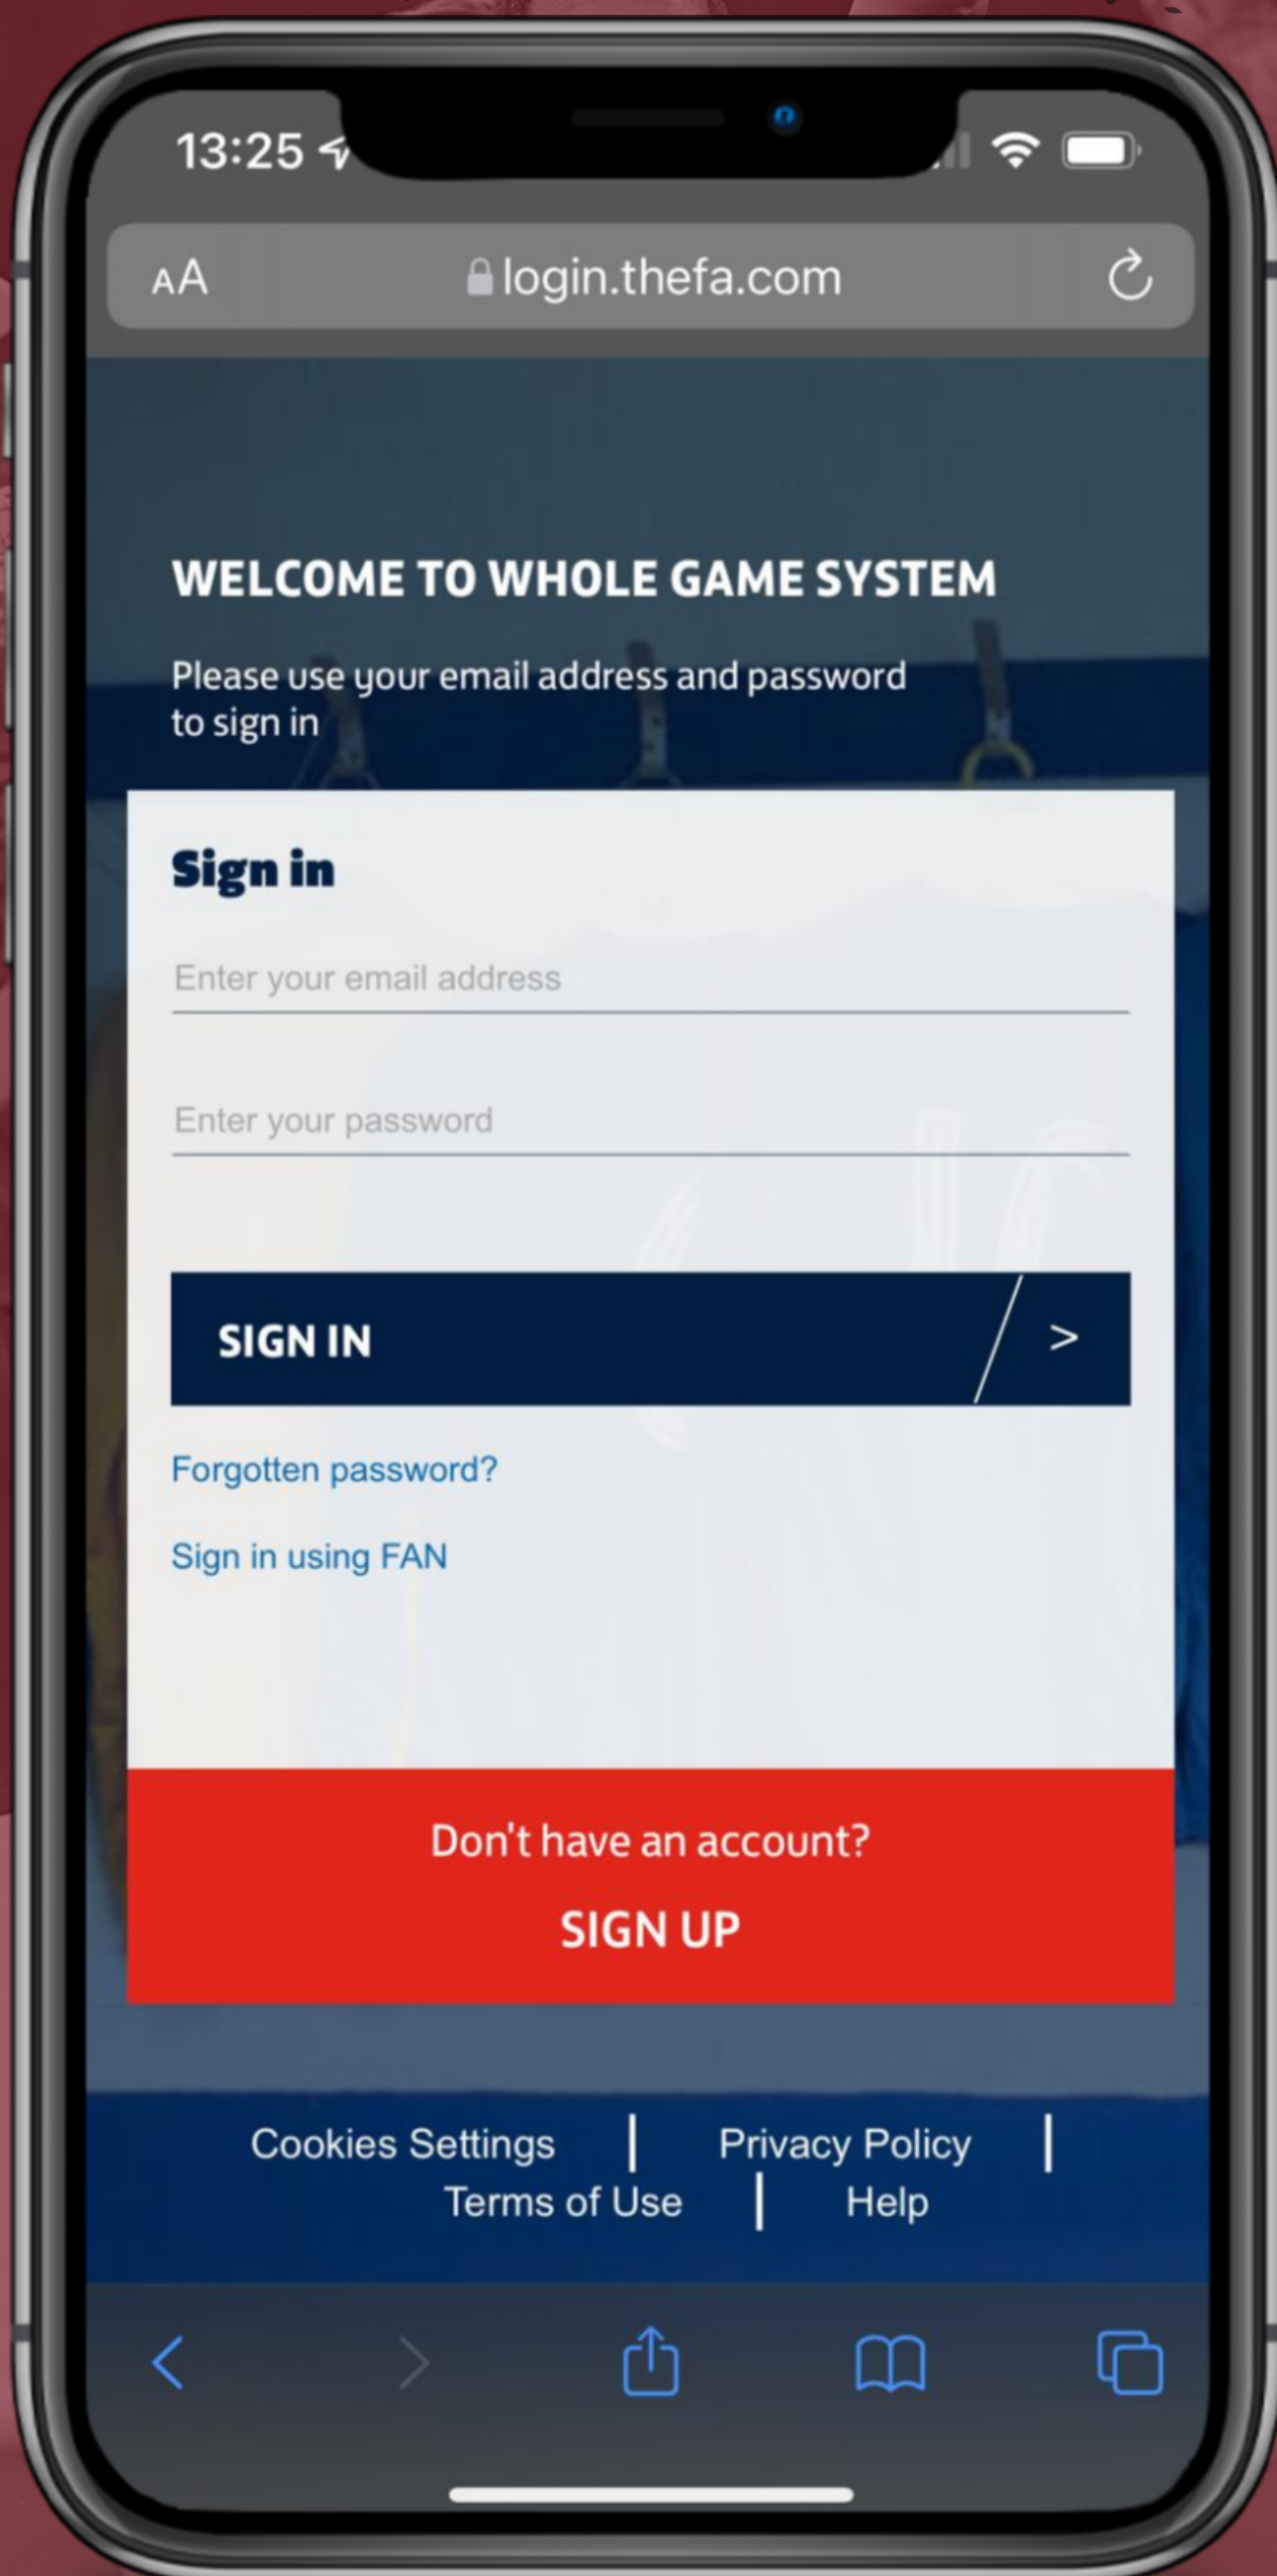 13:25
AA login.thefa.com
WELCOME TO WHOLE GAME SYSTEM
Please use your email address and password
to sign in
Sign in
Enter your email address
Enter your password
SIGN IN >
Forgotten password?
Sign in using FAN
Don't have an account?
SIGN UP
Cookies Settings | Privacy Policy |
Terms of Use | Help